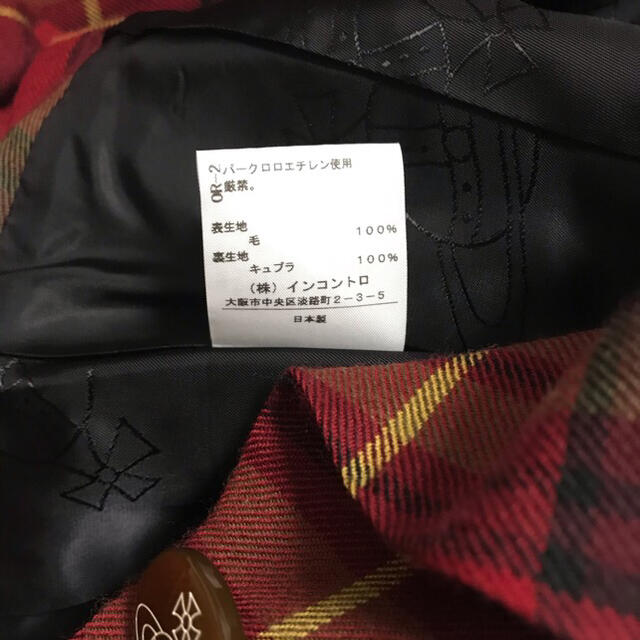 OR-2
パークロロエチレン使用
厳禁。
表生地 100%
毛
裏生地 100%
キュプラ
(株) インコントロ
大阪市中央区淡路町2-3-5
日本製